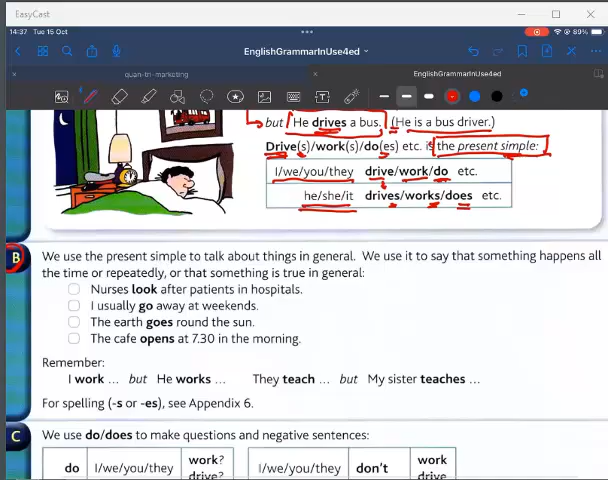 EasyCast
14:37 Tue 15 Oct
89%
EnglishGrammarInUse4ed
quan-tri-marketing
EnglishGrammarInUse4ed
but He drives a bus. (He is a bus driver.)
Drive(s)/work(s)/do(es) etc. is the present simple:
I/we/you/they drive/work/do etc.
he/she/it drives/works/does etc.
B
We use the present simple to talk about things in general. We use it to say that something happens all
the time or repeatedly, or that something is true in general:
Nurses look after patients in hospitals.
I usually go away at weekends.
The earth goes round the sun.
The cafe opens at 7.30 in the morning.
Remember:
I work ... but He works ... They teach ... but My sister teaches ...
For spelling (-s or -es), see Appendix 6.
C
We use do/does to make questions and negative sentences:
do I/we/you/they work? I/we/you/they don't work
drive? drive